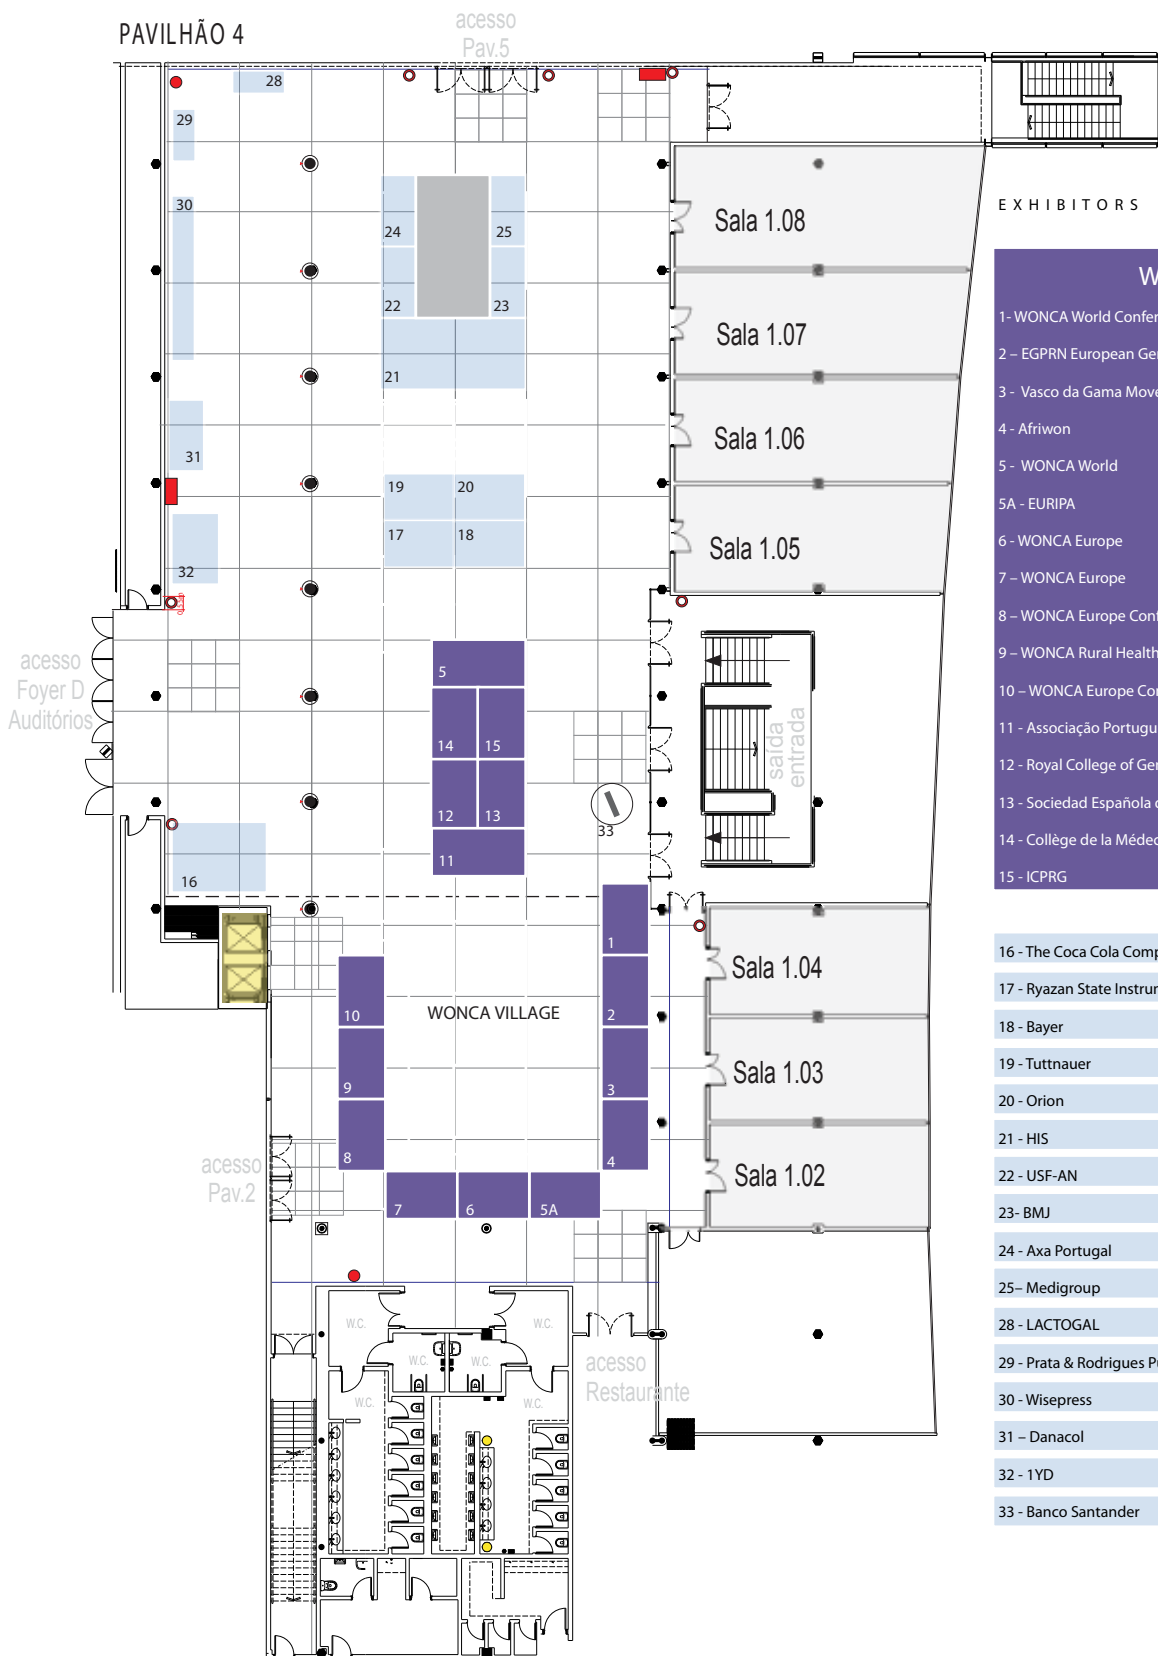 PAVILHÃO 4
acesso
Pav.5
28
29
30
24
25
22
23
21
31
19
20
17
18
32
Sala 1.08
Sala 1.07
Sala 1.06
Sala 1.05
acesso
Foyer D
Auditórios
5
14
15
12
13
11
33
16
saída
entrada
1
2
3
4
10
9
8
7
6
5A
WONCA VILLAGE
Sala 1.04
Sala 1.03
Sala 1.02
acesso
Pav.2
W.C.
W.C.
W.C.
W.C.
W.C.
W.C.
acesso
Restaurante
EXHIBITORS
W
1- WONCA World Confer
2 – EGPRN European Ger
3 - Vasco da Gama Move
4 - Afriwon
5 - WONCA World
5A - EURIPA
6 - WONCA Europe
7 – WONCA Europe
8 – WONCA Europe Conf
9 – WONCA Rural Health
10 – WONCA Europe Con
11 - Associação Portugu
12 - Royal College of Ger
13 - Sociedad Española d
14 - Collège de la Médec
15 - ICPRG
16 - The Coca Cola Comp
17 - Ryazan State Instrum
18 - Bayer
19 - Tuttnauer
20 - Orion
21 - HIS
22 - USF-AN
23- BMJ
24 - Axa Portugal
25– Medigroup
28 - LACTOGAL
29 - Prata & Rodrigues Pu
30 - Wisepress
31 – Danacol
32 - 1YD
33 - Banco Santander